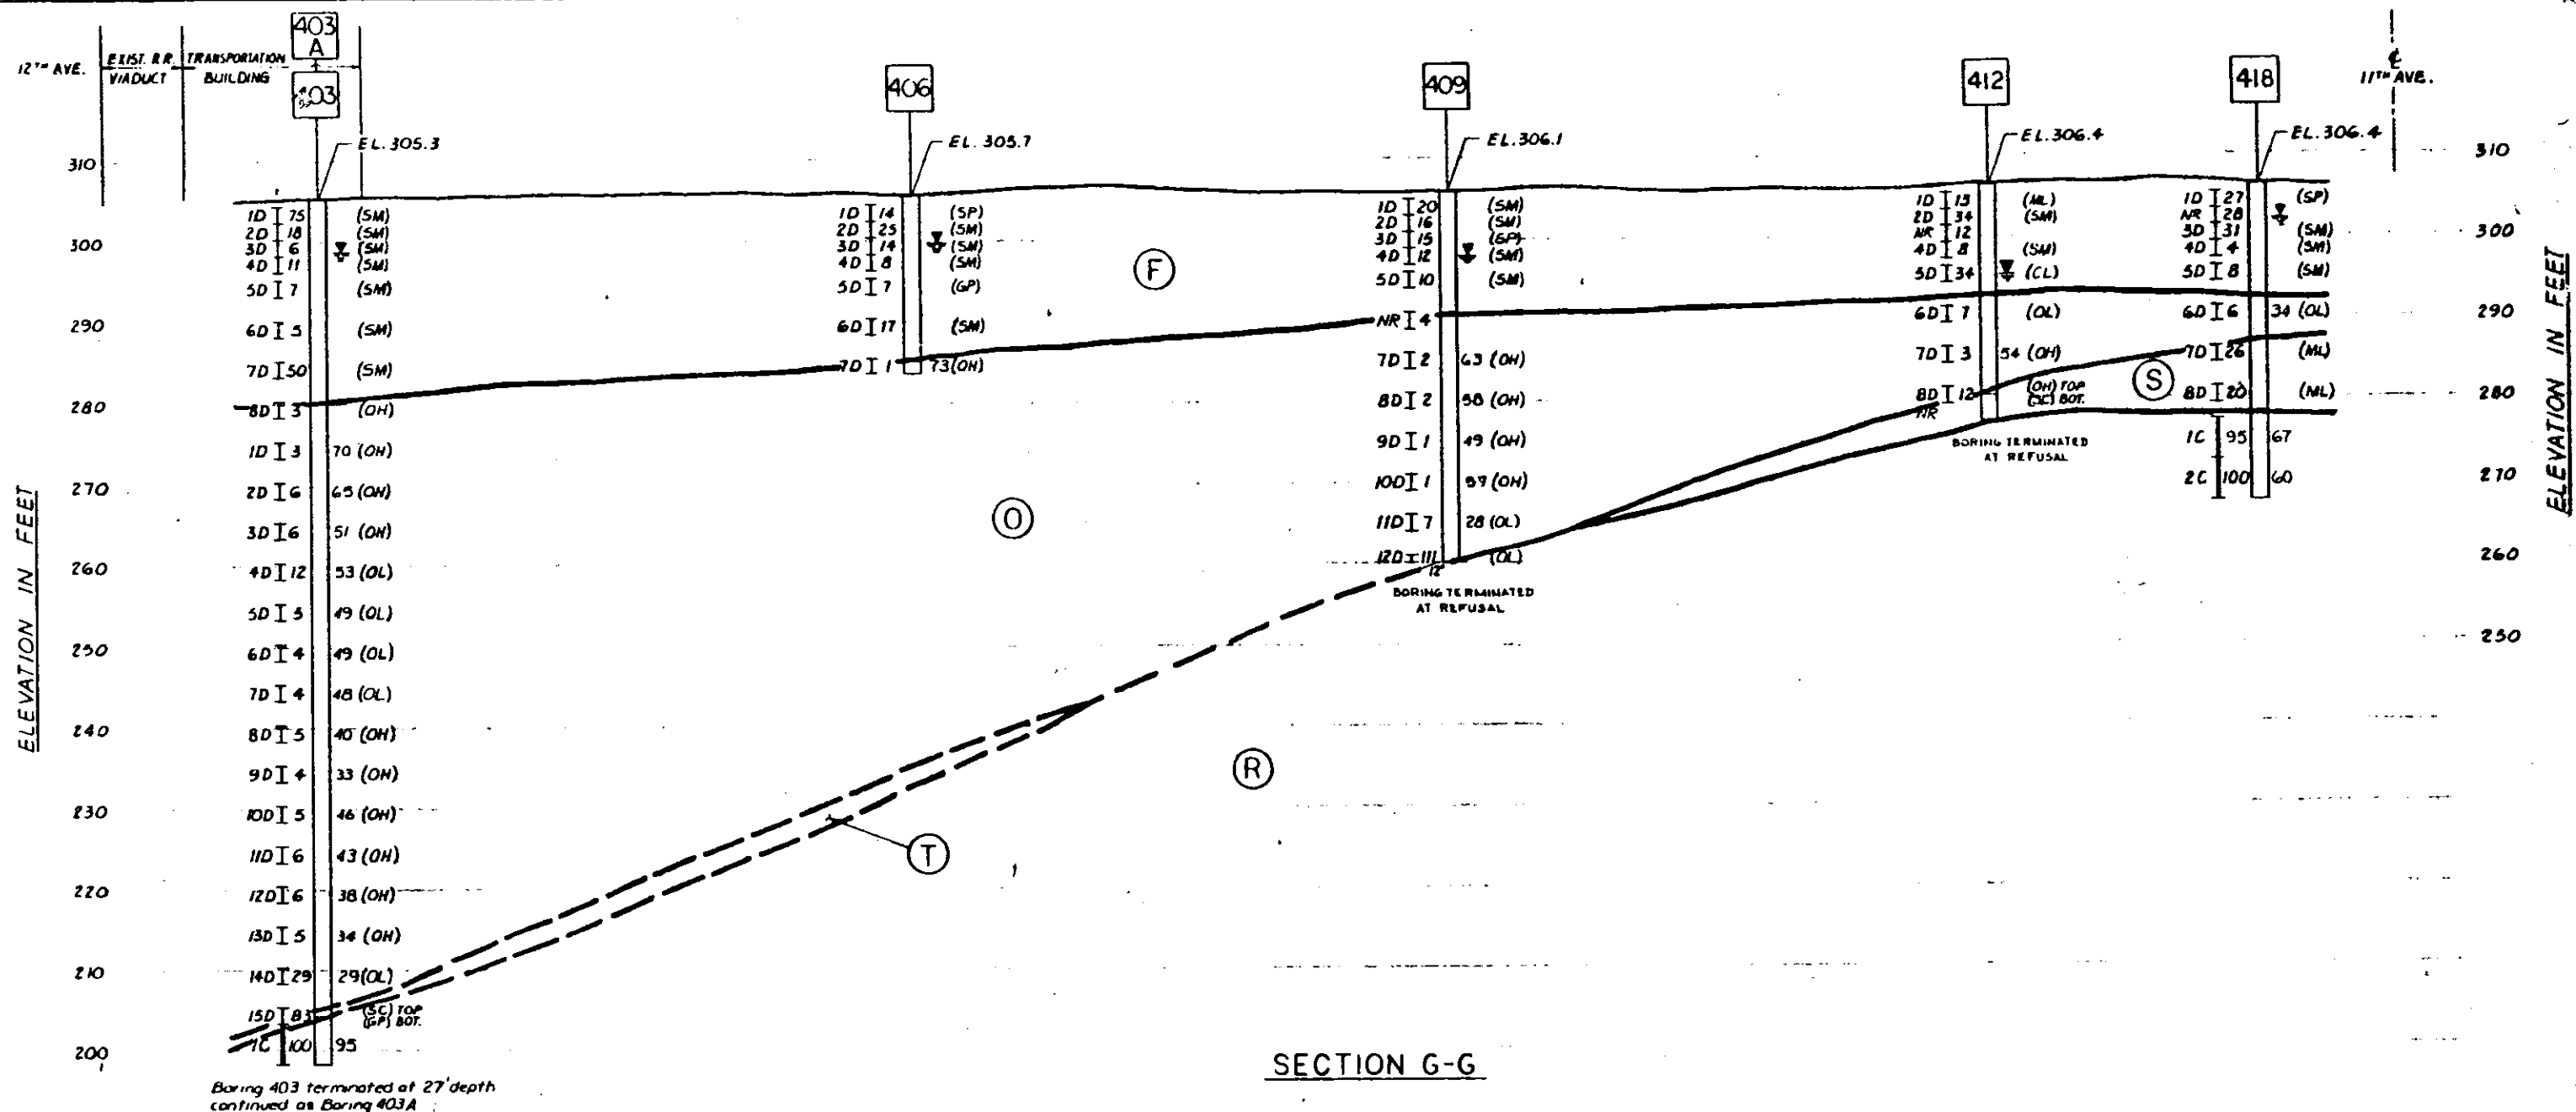 12TH AVE.
EXIST. R.R. VIADUCT
TRANSPORTATION BUILDING
403 A
403
406
409
412
418
℄ 11TH AVE.
EL. 305.3
EL. 305.7
EL. 306.1
EL. 306.4
EL. 306.4
ELEVATION IN FEET
310
300
290
280
270
260
250
240
230
220
210
200
1D 75 (SM)
2D 18 (SM)
3D 6 (SM)
4D 11 (SM)
5D 7 (SM)
6D 5 (SM)
7D 50 (SM)
8D 3 (OH)
1D 3 70 (OH)
2D 6 65 (OH)
3D 6 51 (OH)
4D 12 53 (OL)
5D 5 49 (OL)
6D 4 49 (OL)
7D 4 48 (OL)
8D 5 40 (OH)
9D 4 33 (OH)
10D 5 46 (OH)
11D 6 43 (OH)
12D 6 38 (OH)
13D 5 34 (OH)
14D 29 29 (OL)
15D 83 (SC) TOP
(GP) BOT.
1C 100 95
Boring 403 terminated at 27' depth
continued as Boring 403A
1D 14 (SP)
2D 25 (SM)
3D 14 (SM)
4D 8 (SM)
5D 7 (GP)
6D 17 (SM)
7D 1 73 (OH)
F
O
T
R
S
1D 20 (SM)
2D 16 (SM)
3D 15 (GP)
4D 12 (SM)
5D 10 (SM)
NR 4
7D 2 63 (OH)
8D 2 58 (OH)
9D 1 49 (OH)
10D 1 59 (OH)
11D 7 28 (OL)
12D 111 (OL)
12
BORING TERMINATED
AT REFUSAL
1D 15 (ML)
2D 34 (SM)
NR 12
4D 8 (SM)
5D 34 (CL)
6D 7 (OL)
7D 3 54 (OH)
8D 12 (OH) TOP
NR BOT.
BORING TERMINATED
AT REFUSAL
1D 27 (SP)
NR 28
3D 31 (SM)
4D 4 (SM)
5D 8 (SM)
6D 6 34 (OL)
7D 26 (ML)
8D 20 (ML)
1C 95 67
2C 100 60
310
300
290
280
270
260
250
ELEVATION IN FEET
SECTION G-G